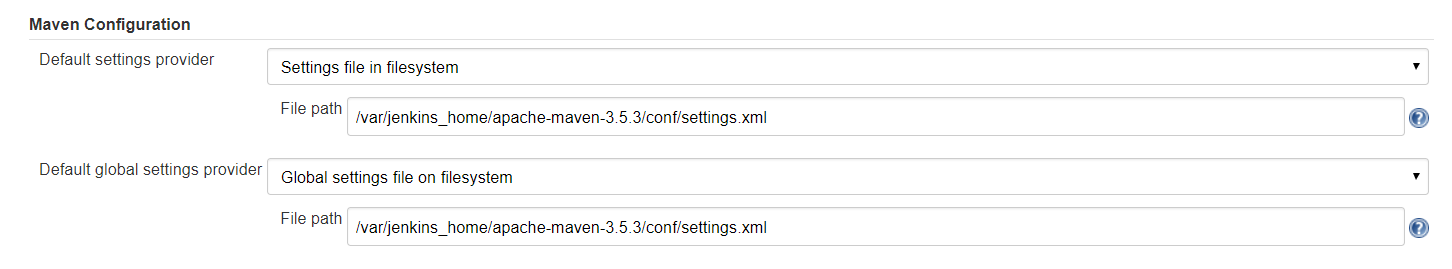 Maven Configuration
Default settings provider
Settings file in filesystem
File path
/var/jenkins_home/apache-maven-3.5.3/conf/settings.xml
?
Default global settings provider
Global settings file on filesystem
File path
/var/jenkins_home/apache-maven-3.5.3/conf/settings.xml
?